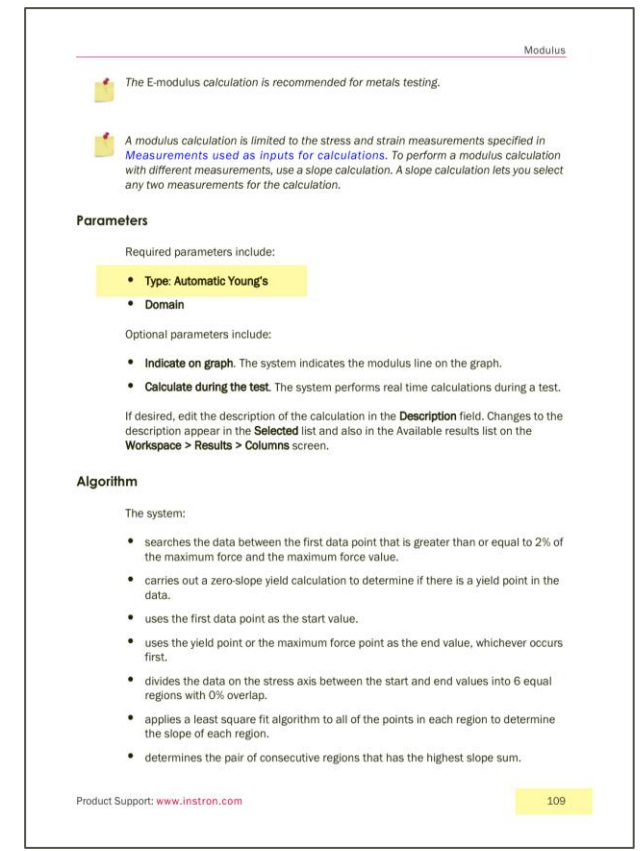 Modulus
The E-modulus calculation is recommended for metals testing.
A modulus calculation is limited to the stress and strain measurements specified in
Measurements used as inputs for calculations. To perform a modulus calculation
with different measurements, use a slope calculation. A slope calculation lets you select
any two measurements for the calculation.
Parameters
Required parameters include:
• Type: Automatic Young's
• Domain
Optional parameters include:
• Indicate on graph. The system indicates the modulus line on the graph.
• Calculate during the test. The system performs real time calculations during a test.
If desired, edit the description of the calculation in the Description field. Changes to the
description appear in the Selected list and also in the Available results list on the
Workspace > Results > Columns screen.
Algorithm
The system:
• searches the data between the first data point that is greater than or equal to 2% of
the maximum force and the maximum force value.
• carries out a zero-slope yield calculation to determine if there is a yield point in the
data.
• uses the first data point as the start value.
• uses the yield point or the maximum force point as the end value, whichever occurs
first.
• divides the data on the stress axis between the start and end values into 6 equal
regions with 0% overlap.
• applies a least square fit algorithm to all of the points in each region to determine
the slope of each region.
• determines the pair of consecutive regions that has the highest slope sum.
Product Support: www.instron.com 109